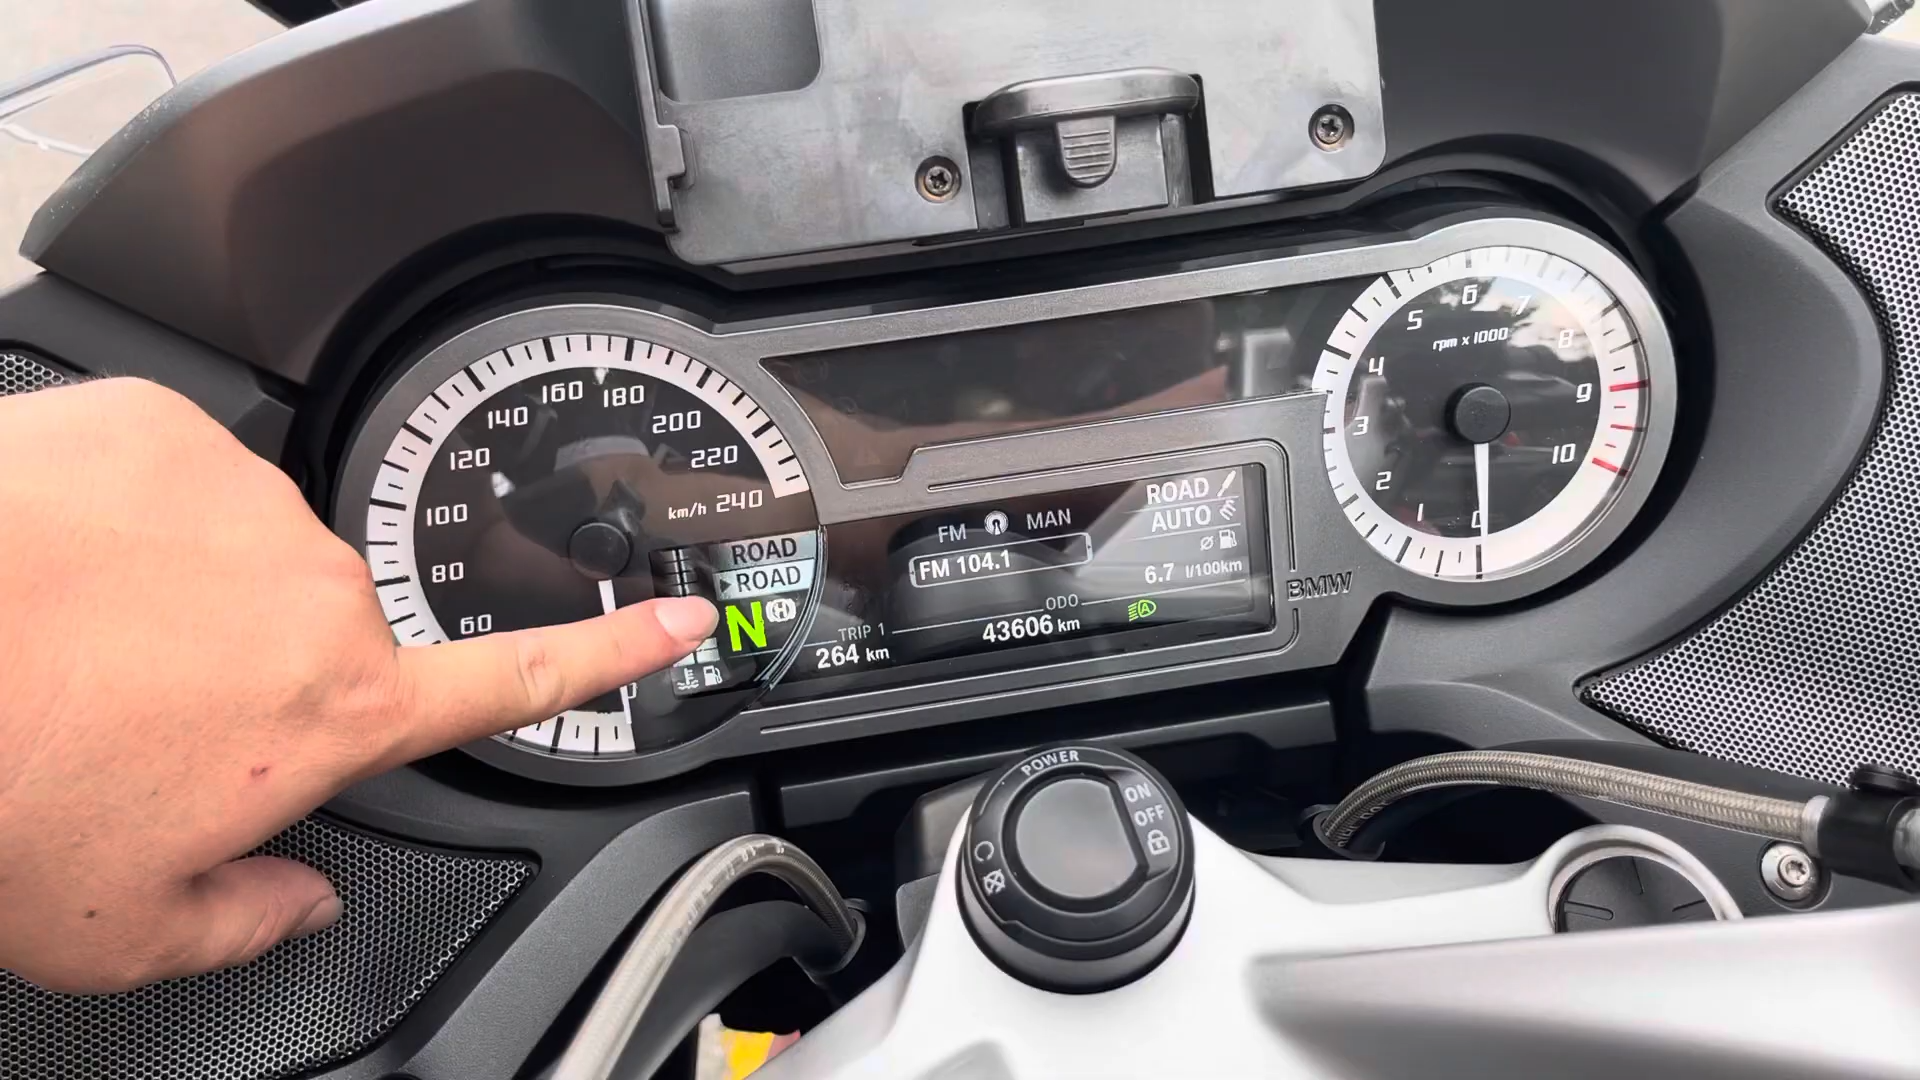 160
180
140
200
120
220
100
km/h 240
80
60
0
ROAD
ROAD
N
TRIP 1
264 km
FM MAN
FM 104.1
ODO
43606 km
ROAD
AUTO
6.7 l/100km
BMW
6
7
5
rpm x 1000
8
4
9
3
10
2
1
0
POWER
ON
OFF